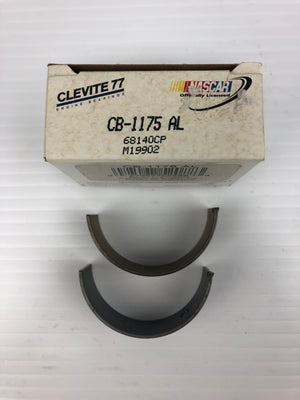 CLEVITE 77
ENGINE BEARINGS
NASCAR
Officially Licensed
CB-1175 AL
68140CP
M19902